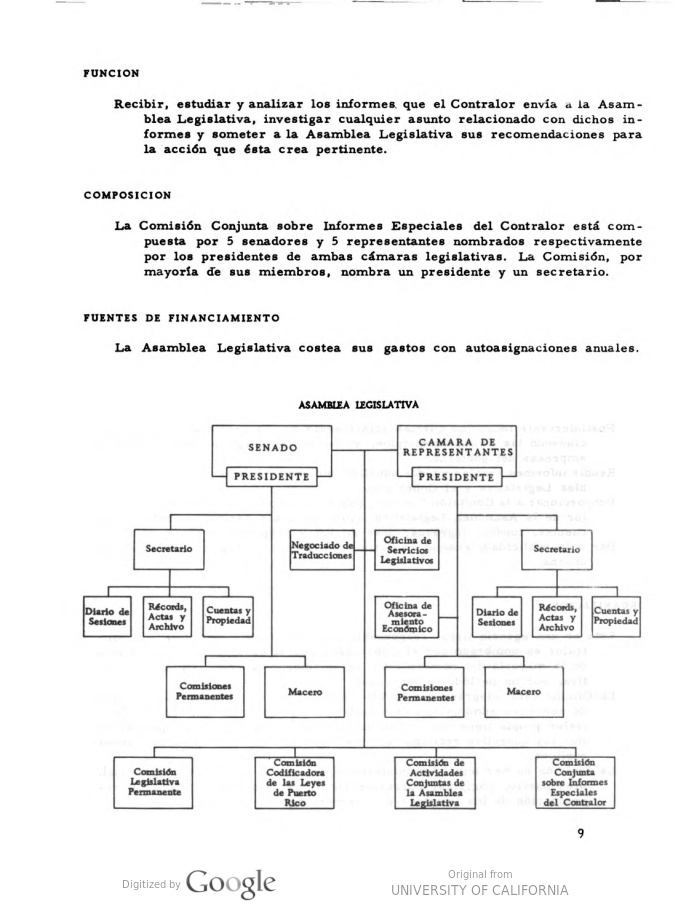 FUNCION
Recibir, estudiar y analizar los informes que el Contralor envía a la Asam-
blea Legislativa, investigar cualquier asunto relacionado con dichos in-
formes y someter a la Asamblea Legislativa sus recomendaciones para
la acción que ésta crea pertinente.
COMPOSICION
La Comisión Conjunta sobre Informes Especiales del Contralor está com-
puesta por 5 senadores y 5 representantes nombrados respectivamente
por los presidentes de ambas cámaras legislativas. La Comisión, por
mayoría de sus miembros, nombra un presidente y un secretario.
FUENTES DE FINANCIAMIENTO
La Asamblea Legislativa costea sus gastos con autoasignaciones anuales.
ASAMBLEA LEGISLATIVA
SENADO
PRESIDENTE
CAMARA DE
REPRESENTANTES
PRESIDENTE
Secretario
Negociado de
Traducciones
Oficina de
Servicios
Legislativos
Secretario
Diario de
Sesiones
Récords,
Actas y
Archivo
Cuentas y
Propiedad
Oficina de
Asesora-
miento
Económico
Diario de
Sesiones
Récords,
Actas y
Archivo
Cuentas y
Propiedad
Comisiones
Permanentes
Macero
Comisiones
Permanentes
Macero
Comisión
Legislativa
Permanente
Comisión
Codificadora
de las Leyes
de Puerto
Rico
Comisión de
Actividades
Conjuntas de
la Asamblea
Legislativa
Comisión
Conjunta
sobre Informes
Especiales
del Contralor
9
Digitized by Google
Original from
UNIVERSITY OF CALIFORNIA